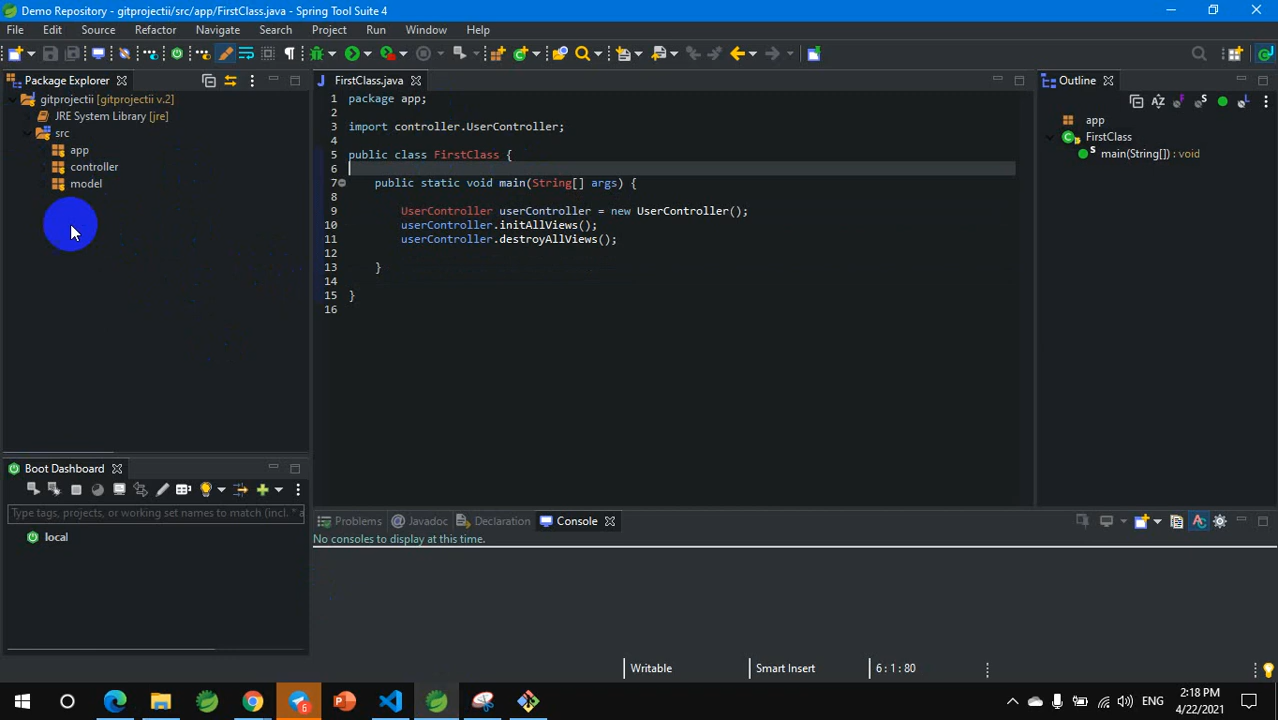 Demo Repository - gitprojectii/src/app/FirstClass.java - Spring Tool Suite 4
File Edit Source Refactor Navigate Search Project Run Window Help
Package Explorer
gitprojectii [gitprojectii v.2]
JRE System Library [jre]
src
app
controller
model
FirstClass.java
1 package app;
2
3 import controller.UserController;
4
5 public class FirstClass {
6
7 public static void main(String[] args) {
8
9 UserController userController = new UserController();
10 userController.initAllViews();
11 userController.destroyAllViews();
12
13 }
14
15 }
16
Outline
app
FirstClass
main(String[]) : void
Boot Dashboard
Type tags, projects, or working set names to match (incl. * a
local
Problems Javadoc Declaration Console
No consoles to display at this time.
Writable Smart Insert 6 : 1 : 80
6
ENG
2:18 PM
4/22/2021